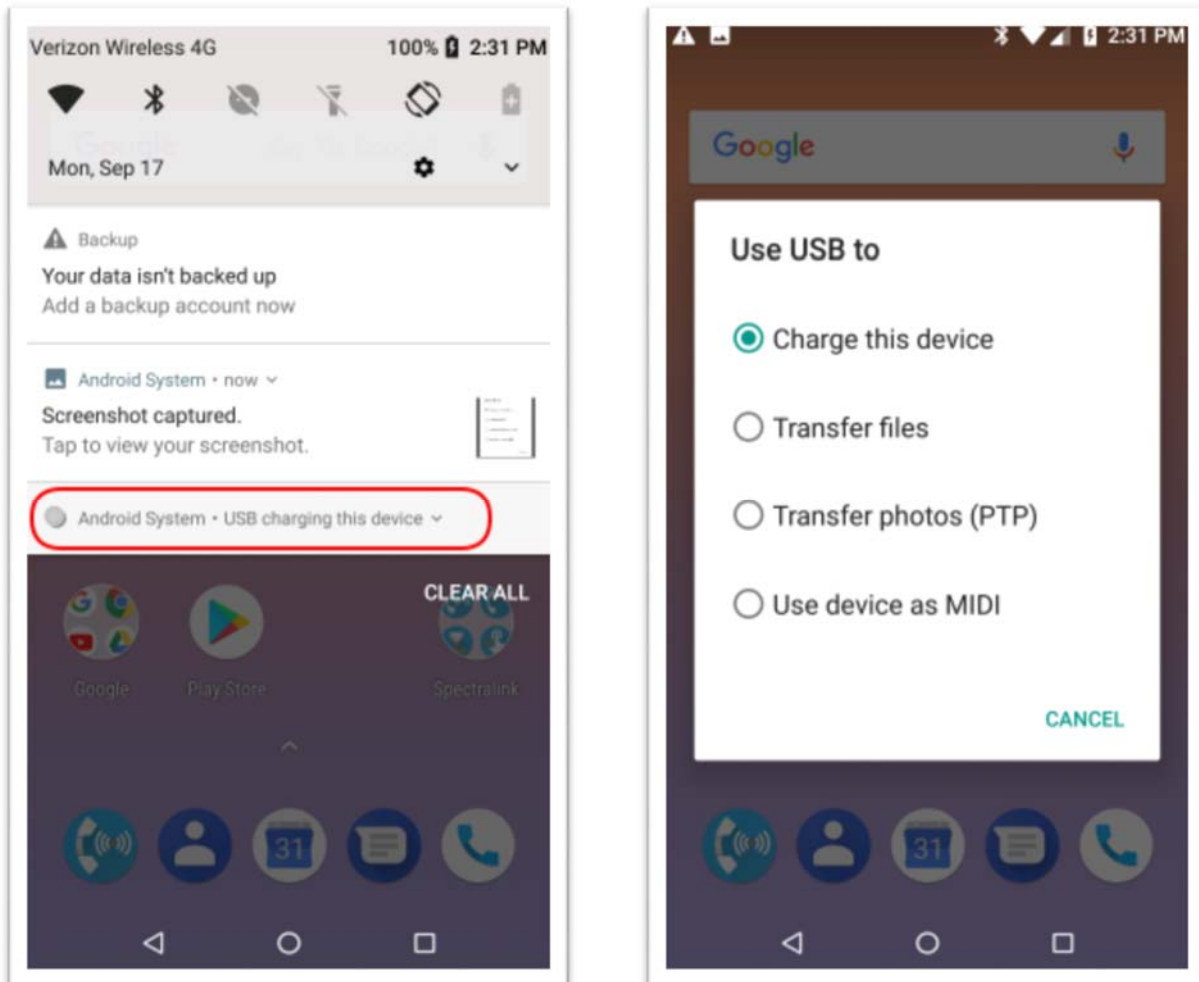 Verizon Wireless 4G 100% 2:31 PM
Mon, Sep 17
Backup
Your data isn't backed up
Add a backup account now
Android System • now
Screenshot captured.
Tap to view your screenshot.
Android System • USB charging this device
CLEAR ALL
Google Play Store Spectralink
31
2:31 PM
Google
Use USB to
Charge this device
Transfer files
Transfer photos (PTP)
Use device as MIDI
CANCEL
31